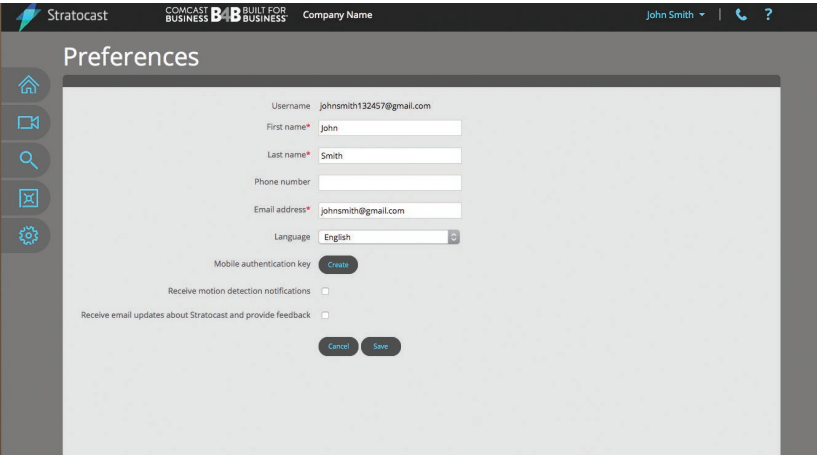 Stratocast
COMCAST BUILT FOR
BUSINESS B4B BUSINESS™
Company Name
John Smith
?
Preferences
Username johnsmith132457@gmail.com
First name* John
Last name* Smith
Phone number
Email address* johnsmith@gmail.com
Language English
Mobile authentication key Create
Receive motion detection notifications
Receive email updates about Stratocast and provide feedback
Cancel Save